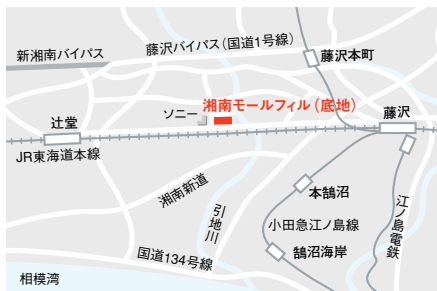 新湘南バイパス
藤沢バイパス(国道1号線)
藤沢本町
湘南モールフィル(底地)
ソニー
藤沢
辻堂
JR東海道本線
湘南新道
本鵠沼
引地川
小田急江ノ島線
江ノ島電鉄
鵠沼海岸
国道134号線
相模湾